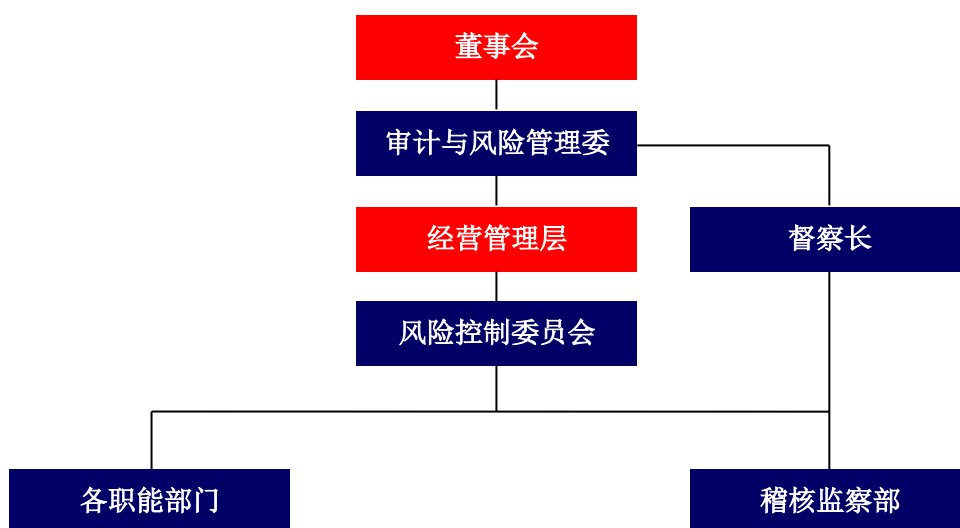 董事会
审计与风险管理委
经营管理层
督察长
风险控制委员会
各职能部门
稽核监察部